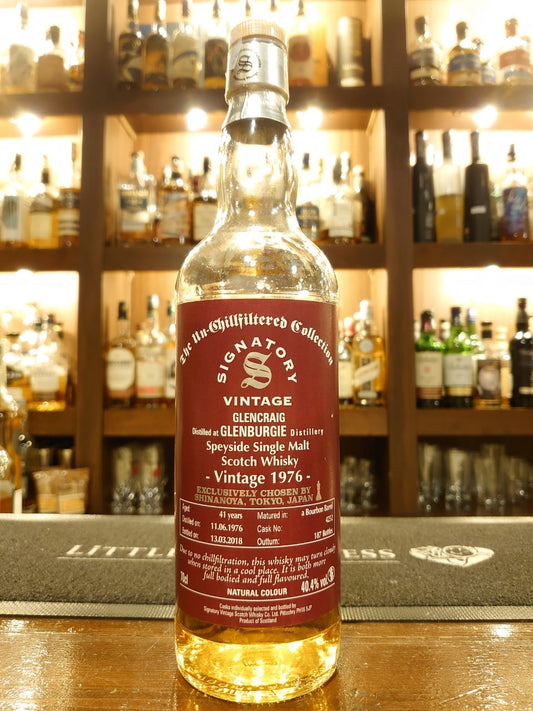 The Un-Chillfiltered Collection
SIGNATORY
S
VINTAGE
GLENCRAIG
Distilled at GLENBURGIE Distillery
Speyside Single Malt
Scotch Whisky
- Vintage 1976 -
EXCLUSIVELY CHOSEN BY
SHINANOYA, TOKYO, JAPAN
Aged 41 years Matured in: a Bourbon Barrel
Distilled on: 11.06.1976 Cask No:
Bottled on: 13.03.2018 Outturn: 187 Bottles
Due to no chillfiltration, this whisky may turn cloudy
when stored in a cool place. It is both more
full bodied and full flavoured.
70cl NATURAL COLOUR 40.4% vol
Casks individually selected and bottled by
Signatory Vintage Scotch Whisky Co. Ltd. Pitlochry PH16 5JP
Product of Scotland
LITTL
ESS